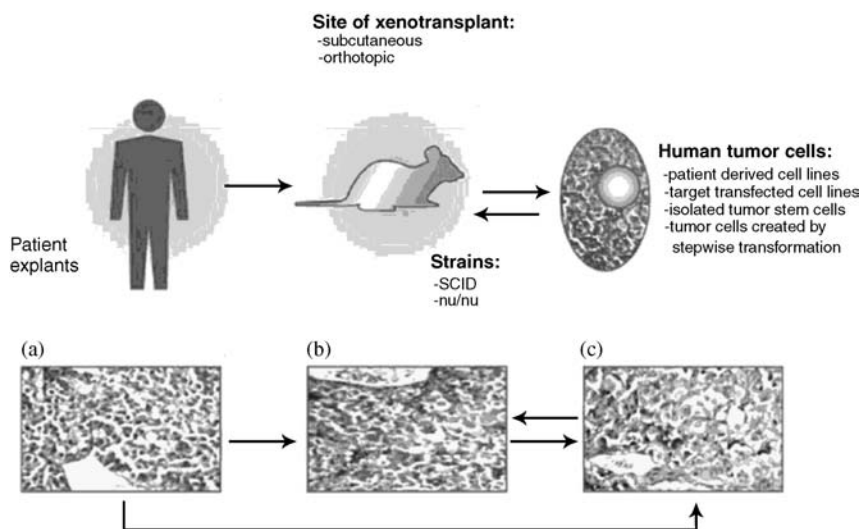 Site of xenotransplant:
-subcutaneous
-orthotopic
Human tumor cells:
-patient derived cell lines
-target transfected cell lines
-isolated tumor stem cells
-tumor cells created by
stepwise transformation
Patient
explants
Strains:
-SCID
-nu/nu
(a)
(b)
(c)